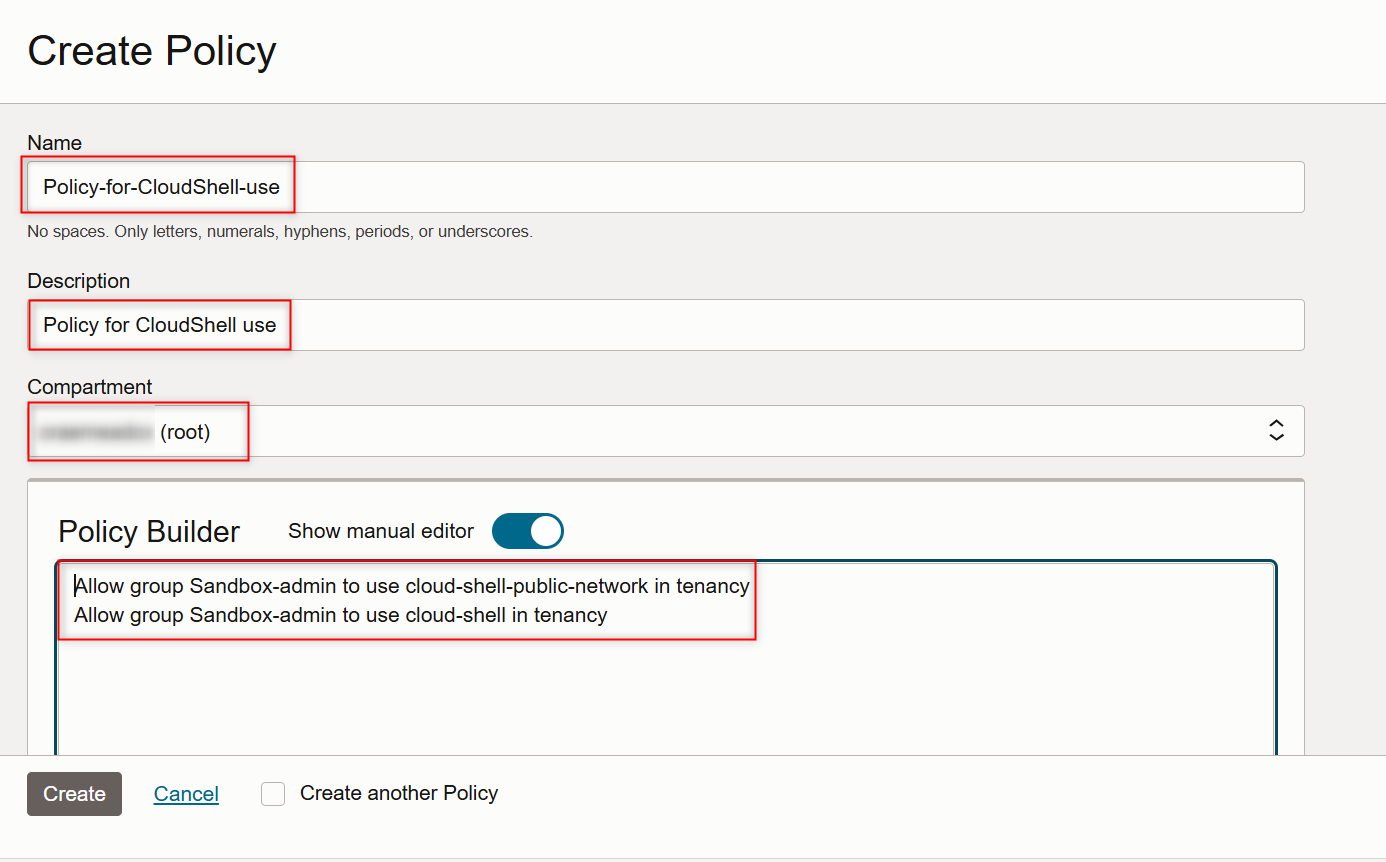 Create Policy
Name
Policy-for-CloudShell-use
No spaces. Only letters, numerals, hyphens, periods, or underscores.
Description
Policy for CloudShell use
Compartment
(root)
Policy Builder Show manual editor
Allow group Sandbox-admin to use cloud-shell-public-network in tenancy
Allow group Sandbox-admin to use cloud-shell in tenancy
Create Cancel Create another Policy